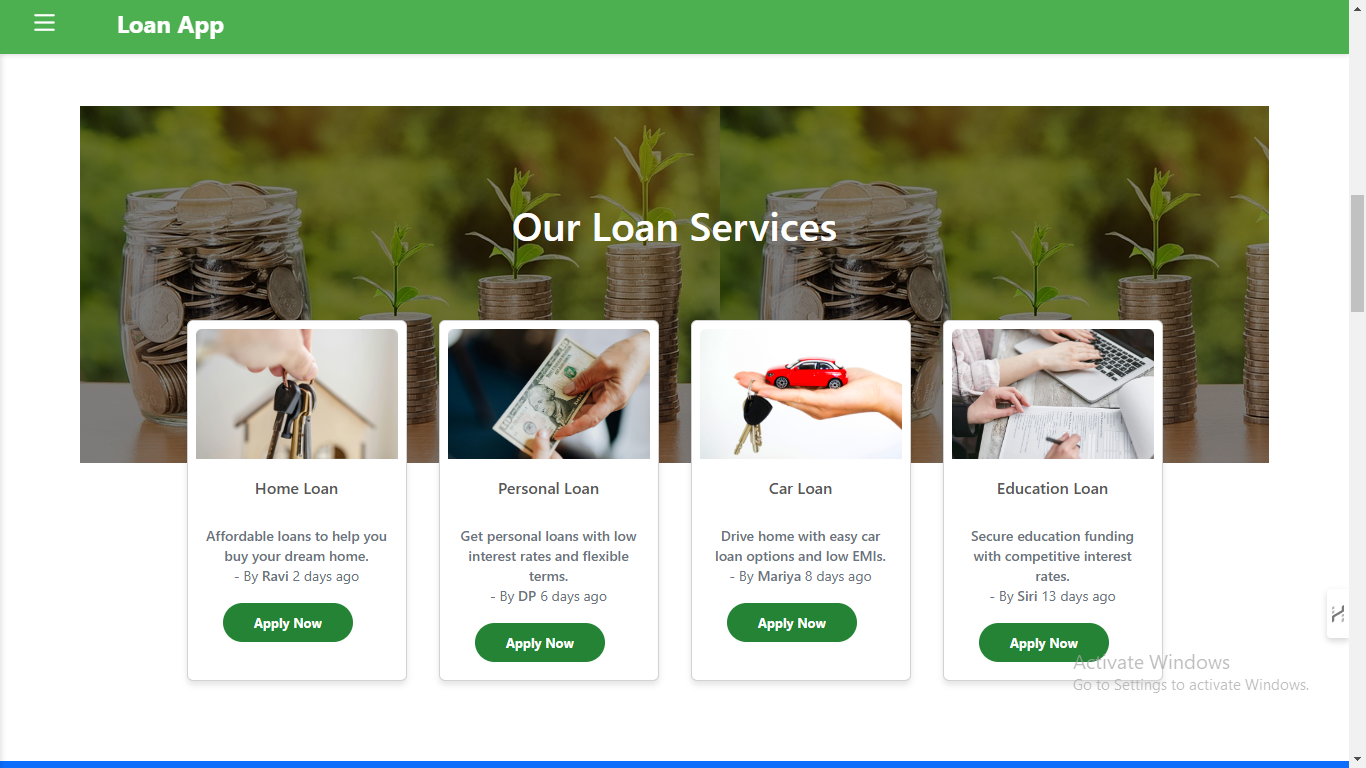 Loan App
Our Loan Services
Home Loan
Affordable loans to help you
buy your dream home.
- By Ravi 2 days ago
Apply Now
Personal Loan
Get personal loans with low
interest rates and flexible
terms.
- By DP 6 days ago
Apply Now
Car Loan
Drive home with easy car
loan options and low EMIs.
- By Mariya 8 days ago
Apply Now
Education Loan
Secure education funding
with competitive interest
rates.
- By Siri 13 days ago
Apply Now
Activate Windows
Go to Settings to activate Windows.